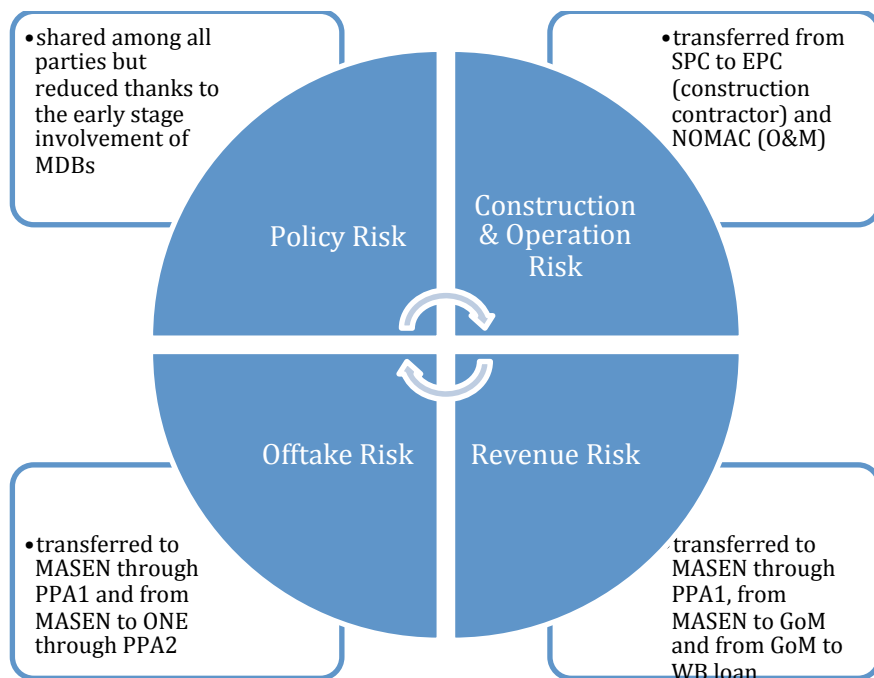 •shared among all
parties but
reduced thanks to
the early stage
involvement of
MDBs
•transferred from
SPC to EPC
(construction
contractor) and
NOMAC (O&M)
Policy Risk
Construction
& Operation
Risk
Offtake Risk
Revenue Risk
•transferred to
MASEN through
PPA1 and from
MASEN to ONE
through PPA2
transferred to
MASEN through
PPA1, from
MASEN to GoM
and from GoM to
WB loan